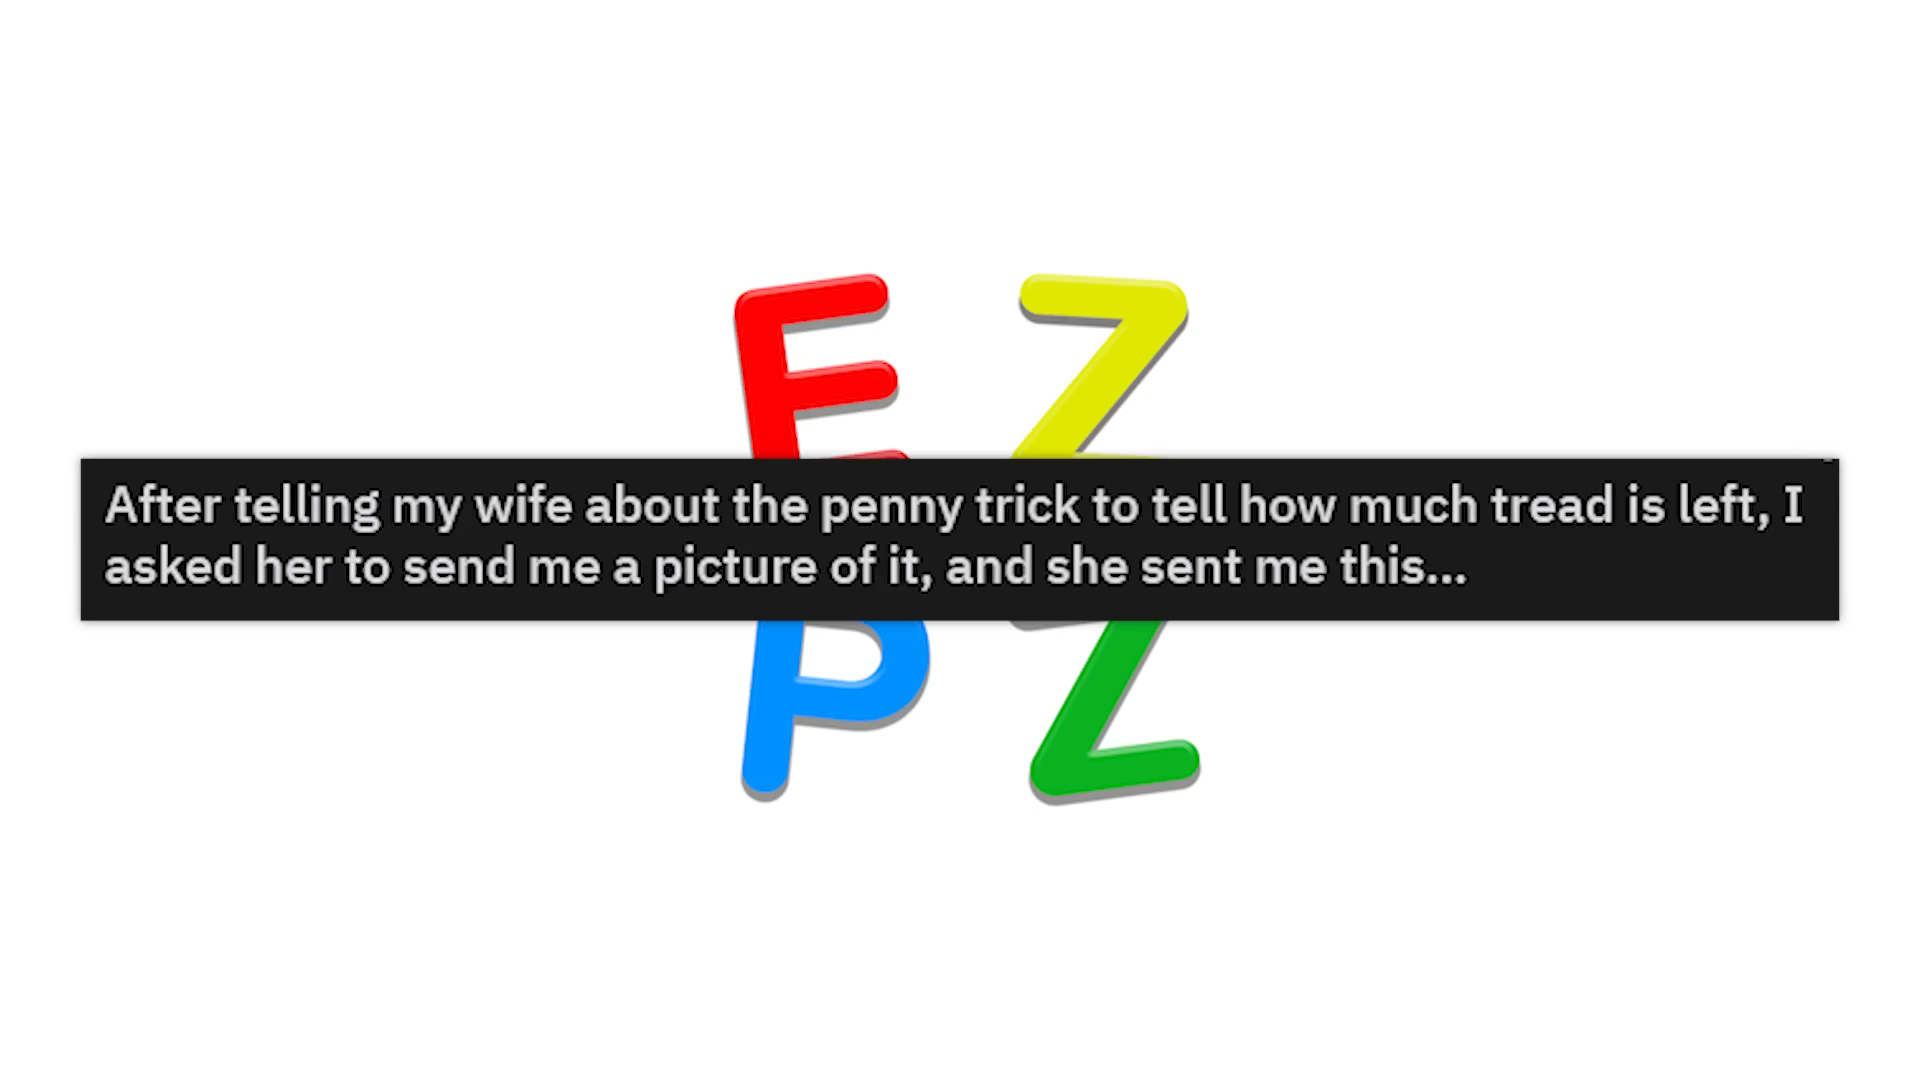 E Z
After telling my wife about the penny trick to tell how much tread is left, I
asked her to send me a picture of it, and she sent me this...
P Z